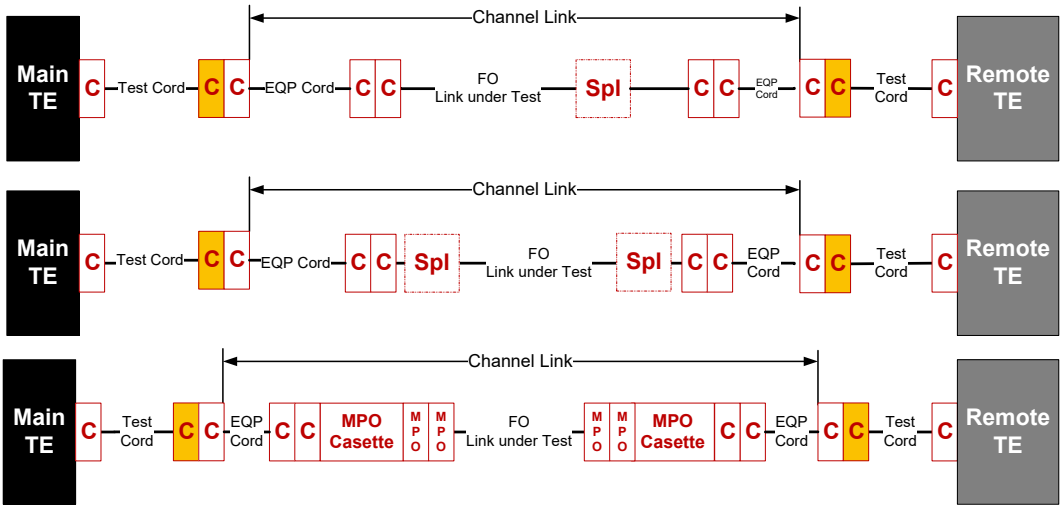 Channel Link
Main
TE
C
Test Cord
C C
EQP Cord
C C
FO
Link under Test
Spl
C C
EQP
Cord
C C
Test
Cord
C
Remote
TE
Channel Link
Main
TE
C
Test Cord
C C
EQP Cord
C C
Spl
FO
Link under Test
Spl
C C
EQP
Cord
C C
Test
Cord
C
Remote
TE
Channel Link
Main
TE
C
Test
Cord
C C
EQP
Cord
C C
MPO
Casette
MPO
MPO
FO
Link under Test
MPO
MPO
MPO
Casette
C C
EQP
Cord
C C
Test
Cord
C
Remote
TE